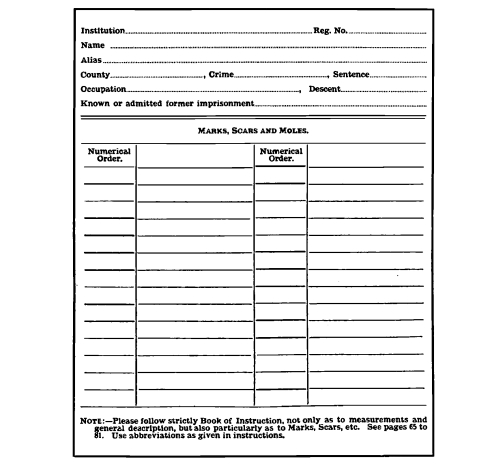 Institution........ Reg. No.........
Name ........
Alias........
County........, Crime........, Sentence........
Occupation........, Descent........
Known or admitted former imprisonment........
MARKS, SCARS AND MOLES.
Numerical Order. Numerical Order.
NOTE:—Please follow strictly Book of Instruction, not only as to measurements and
general description, but also particularly as to Marks, Scars, etc. See pages 65 to
81. Use abbreviations as given in instructions.